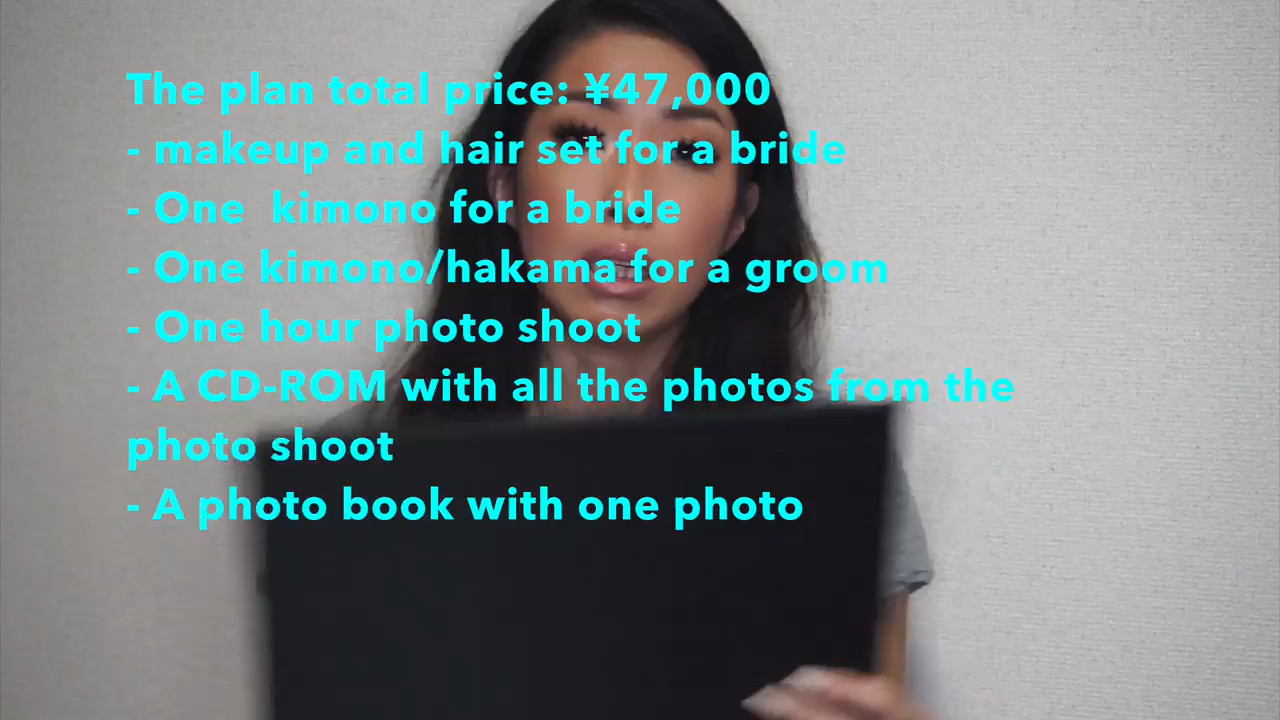 The plan total price: ¥47,000
- makeup and hair set for a bride
- One  kimono for a bride
- One kimono/hakama for a groom
- One hour photo shoot
- A CD-ROM with all the photos from the
photo shoot
- A photo book with one photo